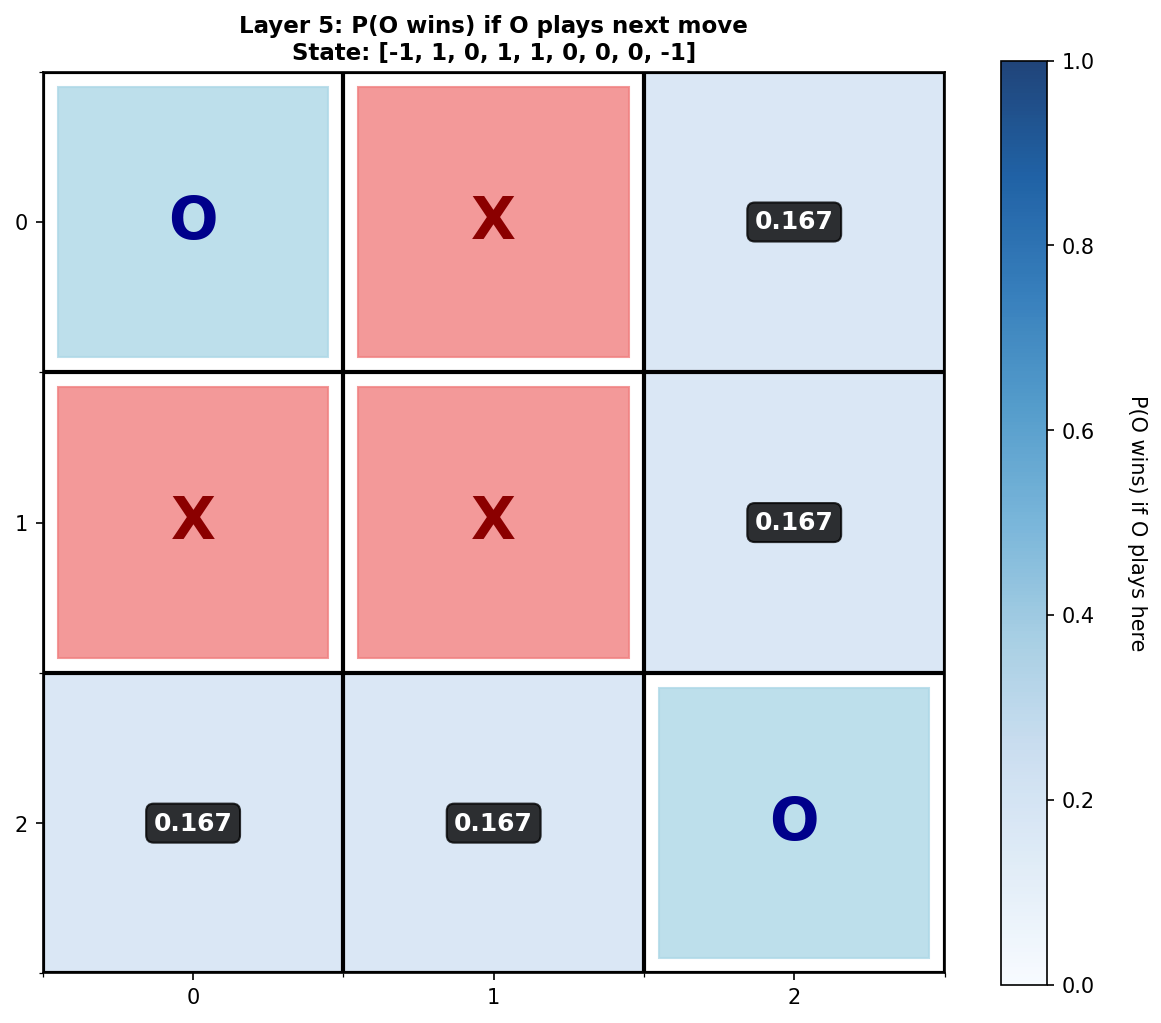 Layer 5: P(O wins) if O plays next move
State: [-1, 1, 0, 1, 1, 0, 0, 0, -1]
0
O
X
0.167
1
X
X
0.167
2
0.167
0.167
O
0
1
2
1.0
0.8
0.6
0.4
0.2
0.0
P(O wins) if O plays here